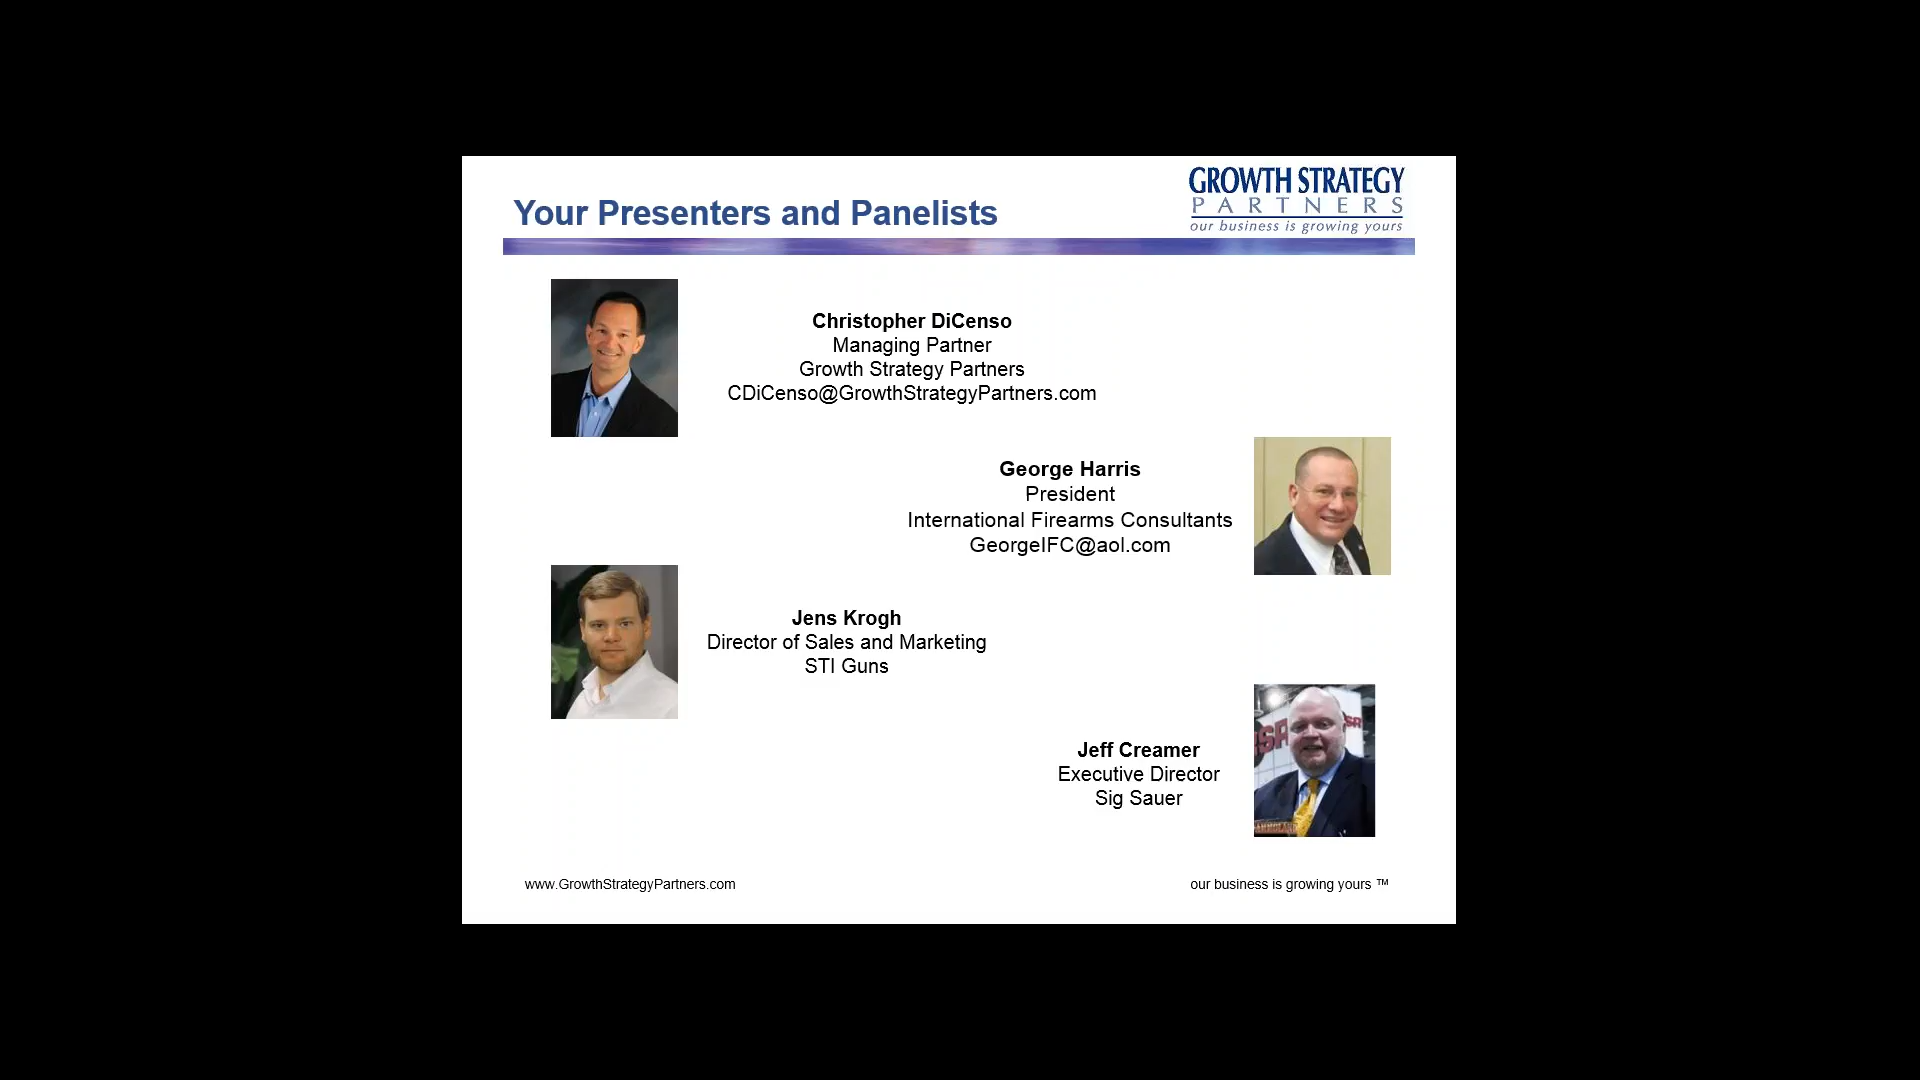 Your Presenters and Panelists
GROWTH STRATEGY
PARTNERS
our business is growing yours
Christopher DiCenso
Managing Partner
Growth Strategy Partners
CDiCenso@GrowthStrategyPartners.com
George Harris
President
International Firearms Consultants
GeorgeIFC@aol.com
Jens Krogh
Director of Sales and Marketing
STI Guns
Jeff Creamer
Executive Director
Sig Sauer
www.GrowthStrategyPartners.com
our business is growing yours ™